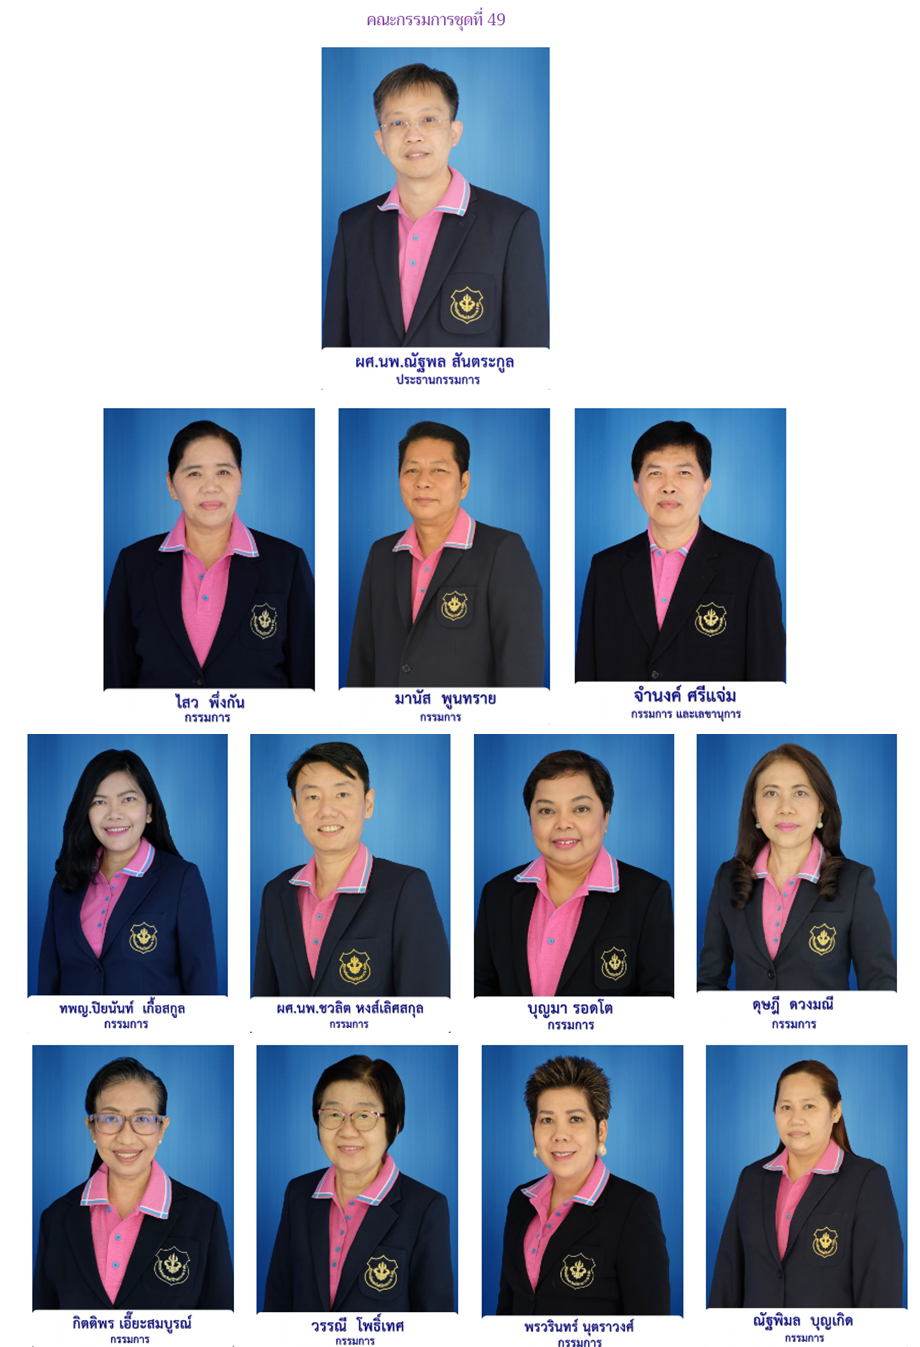 คณะกรรมการชุดที่ 49
ผศ.นพ.ณัฐพล สันตระกูล
ประธานกรรมการ
ไสว พึ่งกัน
กรรมการ
มานัส พูนทราย
กรรมการ
จำนงค์ ศรีแจ่ม
กรรมการ และเลขานุการ
ทพญ.ปิยนันท์ เกื้อสกูล
กรรมการ
ผศ.นพ.ชวลิต หงส์เลิศสกุล
กรรมการ
บุญมา รอดโต
กรรมการ
ดุษฎี ดวงมณี
กรรมการ
กิตติพร เอี๊ยะสมบูรณ์
กรรมการ
วรรณี โพธิ์เทศ
กรรมการ
พรวรินทร์ นุตราวงศ์
กรรมการ
ณัฐพิมล บุญเกิด
กรรมการ